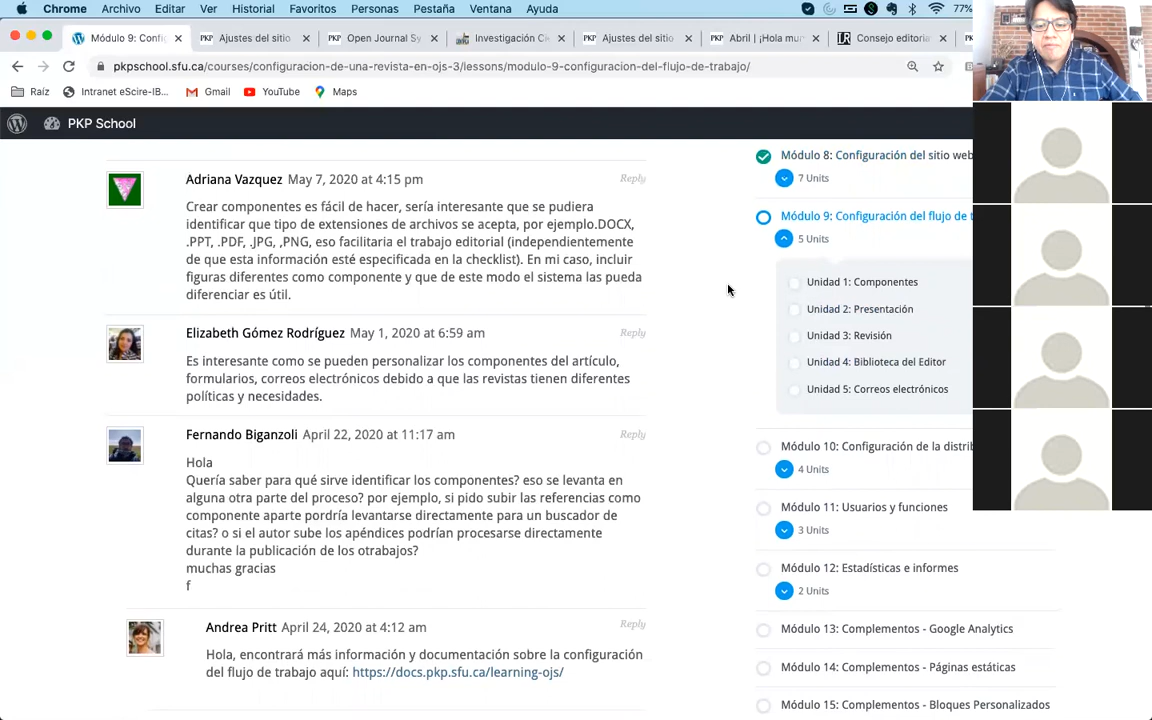 Chrome Archivo Editar Ver Historial Favoritos Personas Pestaña Ventana Ayuda 77%
Módulo 9: Config
Ajustes del sitio
Open Journal Sy
Investigación Ci
Ajustes del sitio
Abril | ¡Hola mu
Consejo editoria
pkpschool.sfu.ca/courses/configuracion-de-una-revista-en-ojs-3/lessons/modulo-9-configuracion-del-flujo-de-trabajo/
Raíz Intranet eScire-IB... Gmail YouTube Maps
PKP School
Adriana Vazquez May 7, 2020 at 4:15 pm Reply
Crear componentes es fácil de hacer, sería interesante que se pudiera
identificar que tipo de extensiones de archivos se acepta, por ejemplo.DOCX,
.PPT, .PDF, .JPG, ,PNG, eso facilitaria el trabajo editorial (independientemente
de que esta información esté especificada en la checklist). En mi caso, incluir
figuras diferentes como componente y que de este modo el sistema las pueda
diferenciar es útil.
Elizabeth Gómez Rodríguez May 1, 2020 at 6:59 am Reply
Es interesante como se pueden personalizar los componentes del artículo,
formularios, correos electrónicos debido a que las revistas tienen diferentes
políticas y necesidades.
Fernando Biganzoli April 22, 2020 at 11:17 am Reply
Hola
Quería saber para qué sirve identificar los componentes? eso se levanta en
alguna otra parte del proceso? por ejemplo, si pido subir las referencias como
componente aparte pordría levantarse directamente para un buscador de
citas? o si el autor sube los apéndices podrían procesarse directamente
durante la publicación de los otrabajos?
muchas gracias
f
Andrea Pritt April 24, 2020 at 4:12 am Reply
Hola, encontrará más información y documentación sobre la configuración
del flujo de trabajo aquí: https://docs.pkp.sfu.ca/learning-ojs/
Módulo 8: Configuración del sitio web
7 Units
Módulo 9: Configuración del flujo de t
5 Units
Unidad 1: Componentes
Unidad 2: Presentación
Unidad 3: Revisión
Unidad 4: Biblioteca del Editor
Unidad 5: Correos electrónicos
Módulo 10: Configuración de la distrib
4 Units
Módulo 11: Usuarios y funciones
3 Units
Módulo 12: Estadísticas e informes
2 Units
Módulo 13: Complementos - Google Analytics
Módulo 14: Complementos - Páginas estáticas
Módulo 15: Complementos - Bloques Personalizados